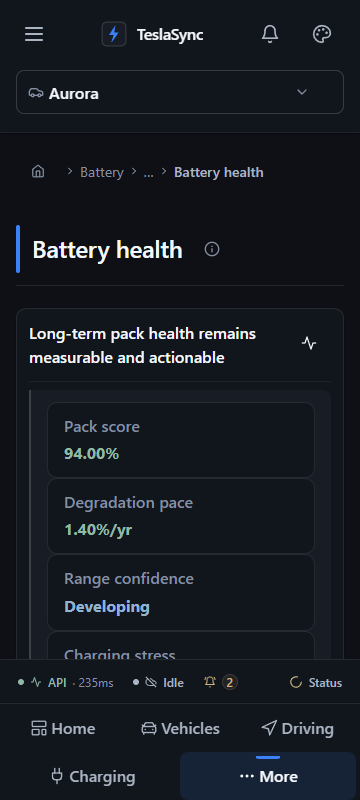 TeslaSync
Aurora
Battery
...
Battery health
Battery health
Long-term pack health remains
measurable and actionable
Pack score
94.00%
Degradation pace
1.40%/yr
Range confidence
Developing
Charging stress
API · 235ms
Idle
2
Status
Home
Vehicles
Driving
Charging
More